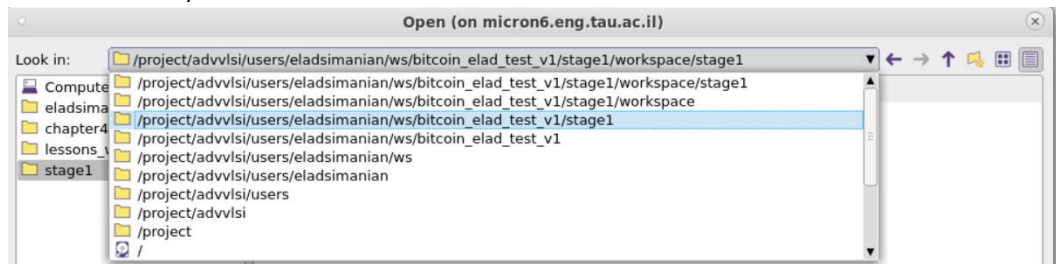 Open (on micron6.eng.tau.ac.il)
Look in: /project/advvlsi/users/eladsimanian/ws/bitcoin_elad_test_v1/stage1/workspace/stage1
Compute /project/advvlsi/users/eladsimanian/ws/bitcoin_elad_test_v1/stage1/workspace/stage1
/project/advvlsi/users/eladsimanian/ws/bitcoin_elad_test_v1/stage1/workspace
eladsima /project/advvlsi/users/eladsimanian/ws/bitcoin_elad_test_v1/stage1
chapter4 /project/advvlsi/users/eladsimanian/ws/bitcoin_elad_test_v1
lessons_ /project/advvlsi/users/eladsimanian/ws
stage1 /project/advvlsi/users/eladsimanian
/project/advvlsi/users
/project/advvlsi
/project
/